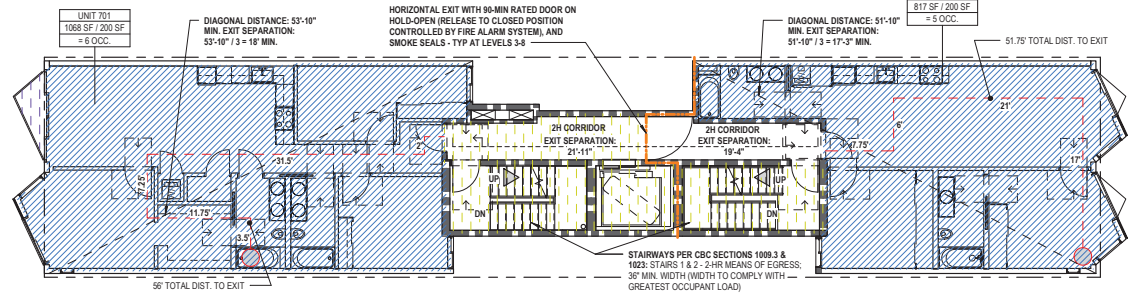 UNIT 701
1068 SF / 200 SF
= 6 OCC.
DIAGONAL DISTANCE: 53'-10"
MIN. EXIT SEPARATION:
53'-10" / 3 = 18' MIN.
HORIZONTAL EXIT WITH 90-MIN RATED DOOR ON
HOLD-OPEN (RELEASE TO CLOSED POSITION
CONTROLLED BY FIRE ALARM SYSTEM), AND
SMOKE SEALS - TYP AT LEVELS 3-8
DIAGONAL DISTANCE: 51'-10"
MIN. EXIT SEPARATION:
51'-10" / 3 = 17'-3" MIN.
817 SF / 200 SF
= 5 OCC.
51.75' TOTAL DIST. TO EXIT
2H CORRIDOR
EXIT SEPARATION:
21'-11"
2H CORRIDOR
EXIT SEPARATION:
19'-4"
2'
31.5'
7.25'
11.75'
3.5'
21'
6'
7.75'
17'
UP
DN
UP
DN
56' TOTAL DIST. TO EXIT
STAIRWAYS PER CBC SECTIONS 1009.3 &
1023: STAIRS 1 & 2 - 2-HR MEANS OF EGRESS;
36" MIN. WIDTH (WIDTH TO COMPLY WITH
GREATEST OCCUPANT LOAD)